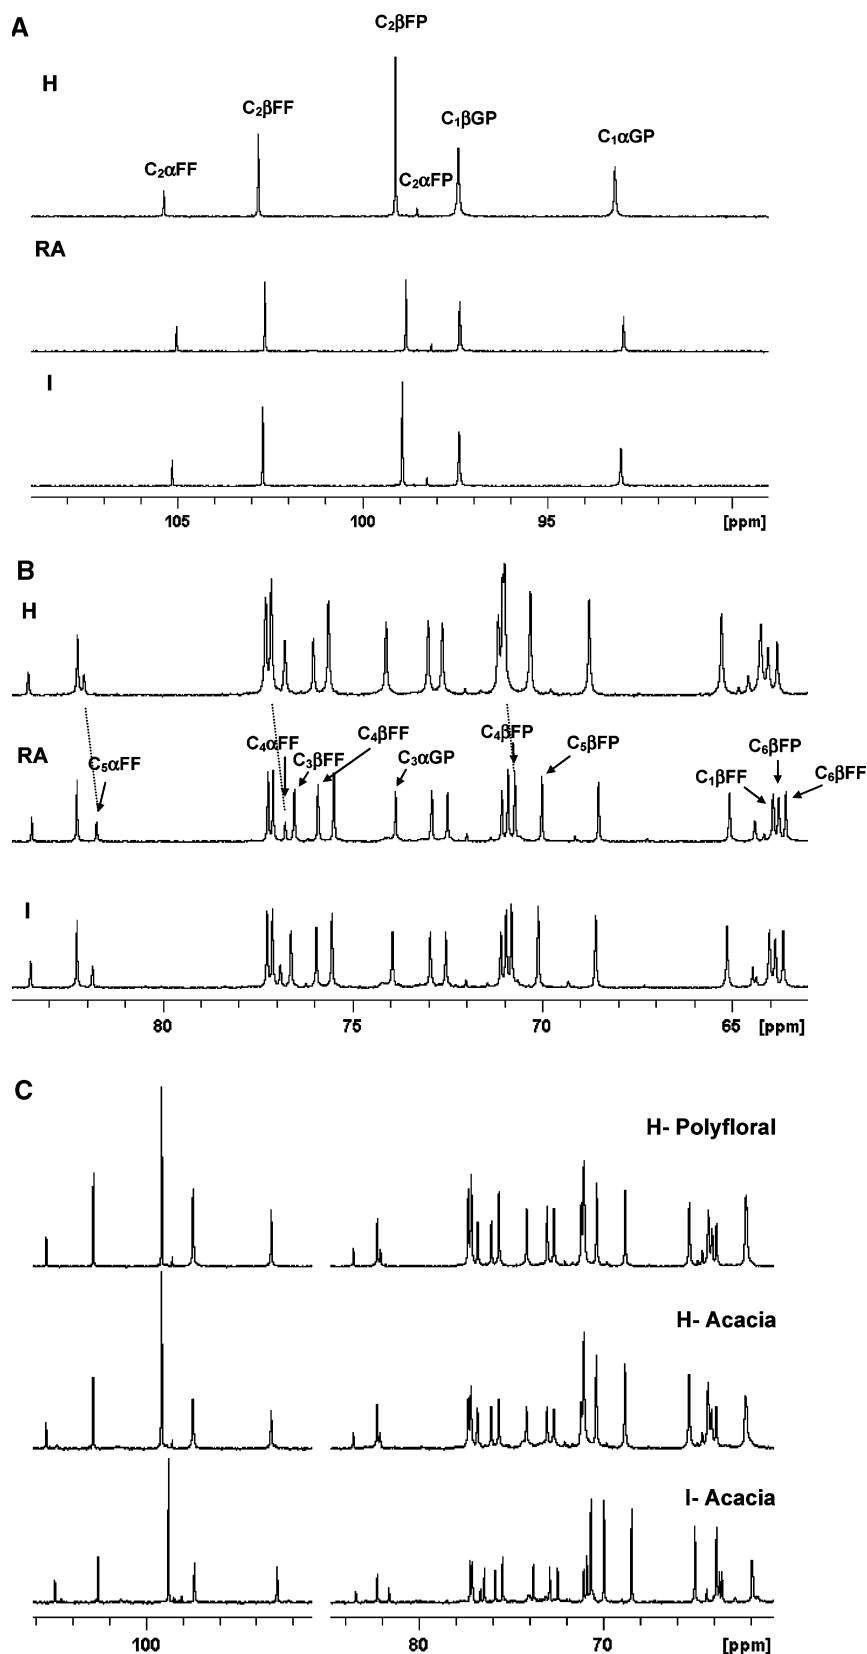 A
C₂βFP
H
C₂βFF
C₁βGP
C₁αGP
C₂αFF
C₂αFP
RA
I
105 100 95 [ppm]
B
H
RA
C₅αFF
C₄αFF
C₃βFF
C₄βFF
C₃αGP
C₄βFP
C₅βFP
C₁βFF
C₆βFP
C₆βFF
I
80 75 70 65 [ppm]
C
H- Polyfloral
H- Acacia
I- Acacia
100 80 70 [ppm]